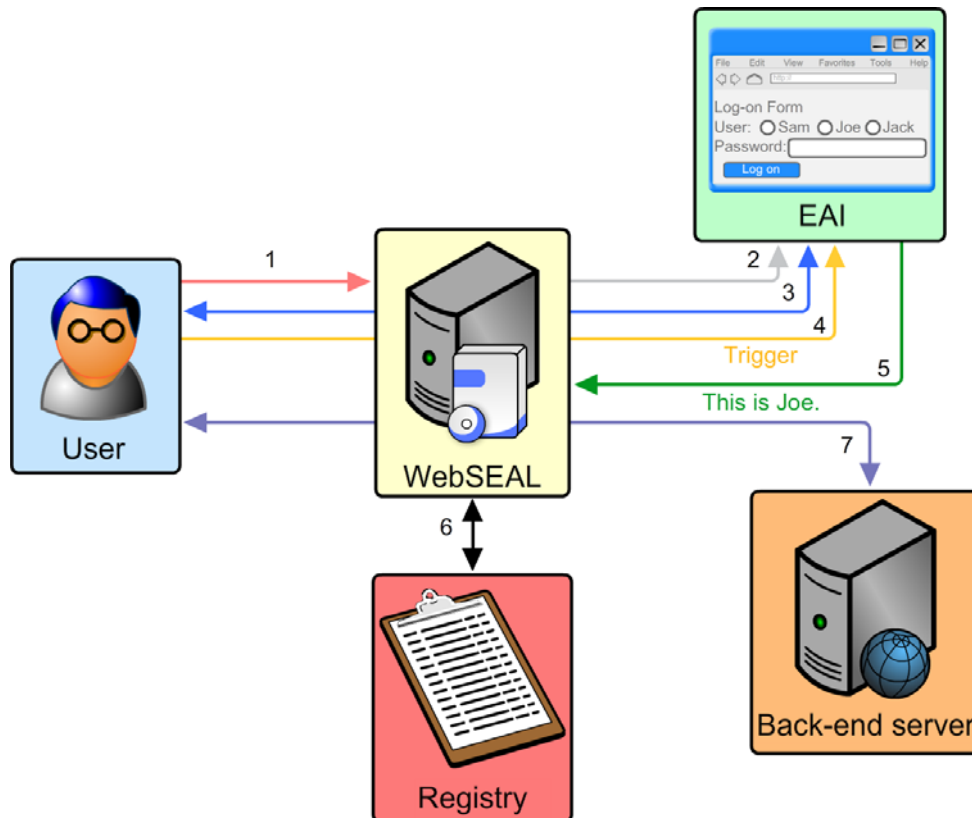 File Edit View Favorites Tools Help
http://
Log-on Form
User: Sam Joe Jack
Password:
Log on
EAI
1
2
3
4
Trigger
5
This is Joe.
User
WebSEAL
7
6
Back-end server
Registry